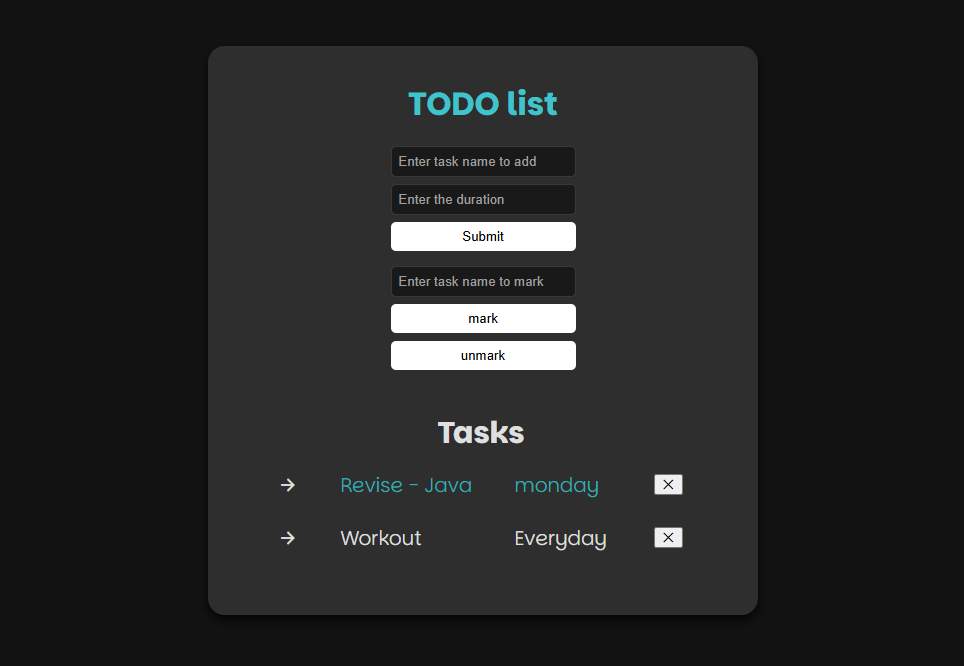 TODO list
Enter task name to add
Enter the duration
Submit
Enter task name to mark
mark
unmark
Tasks
→ Revise - Java monday ×
→ Workout Everyday ×